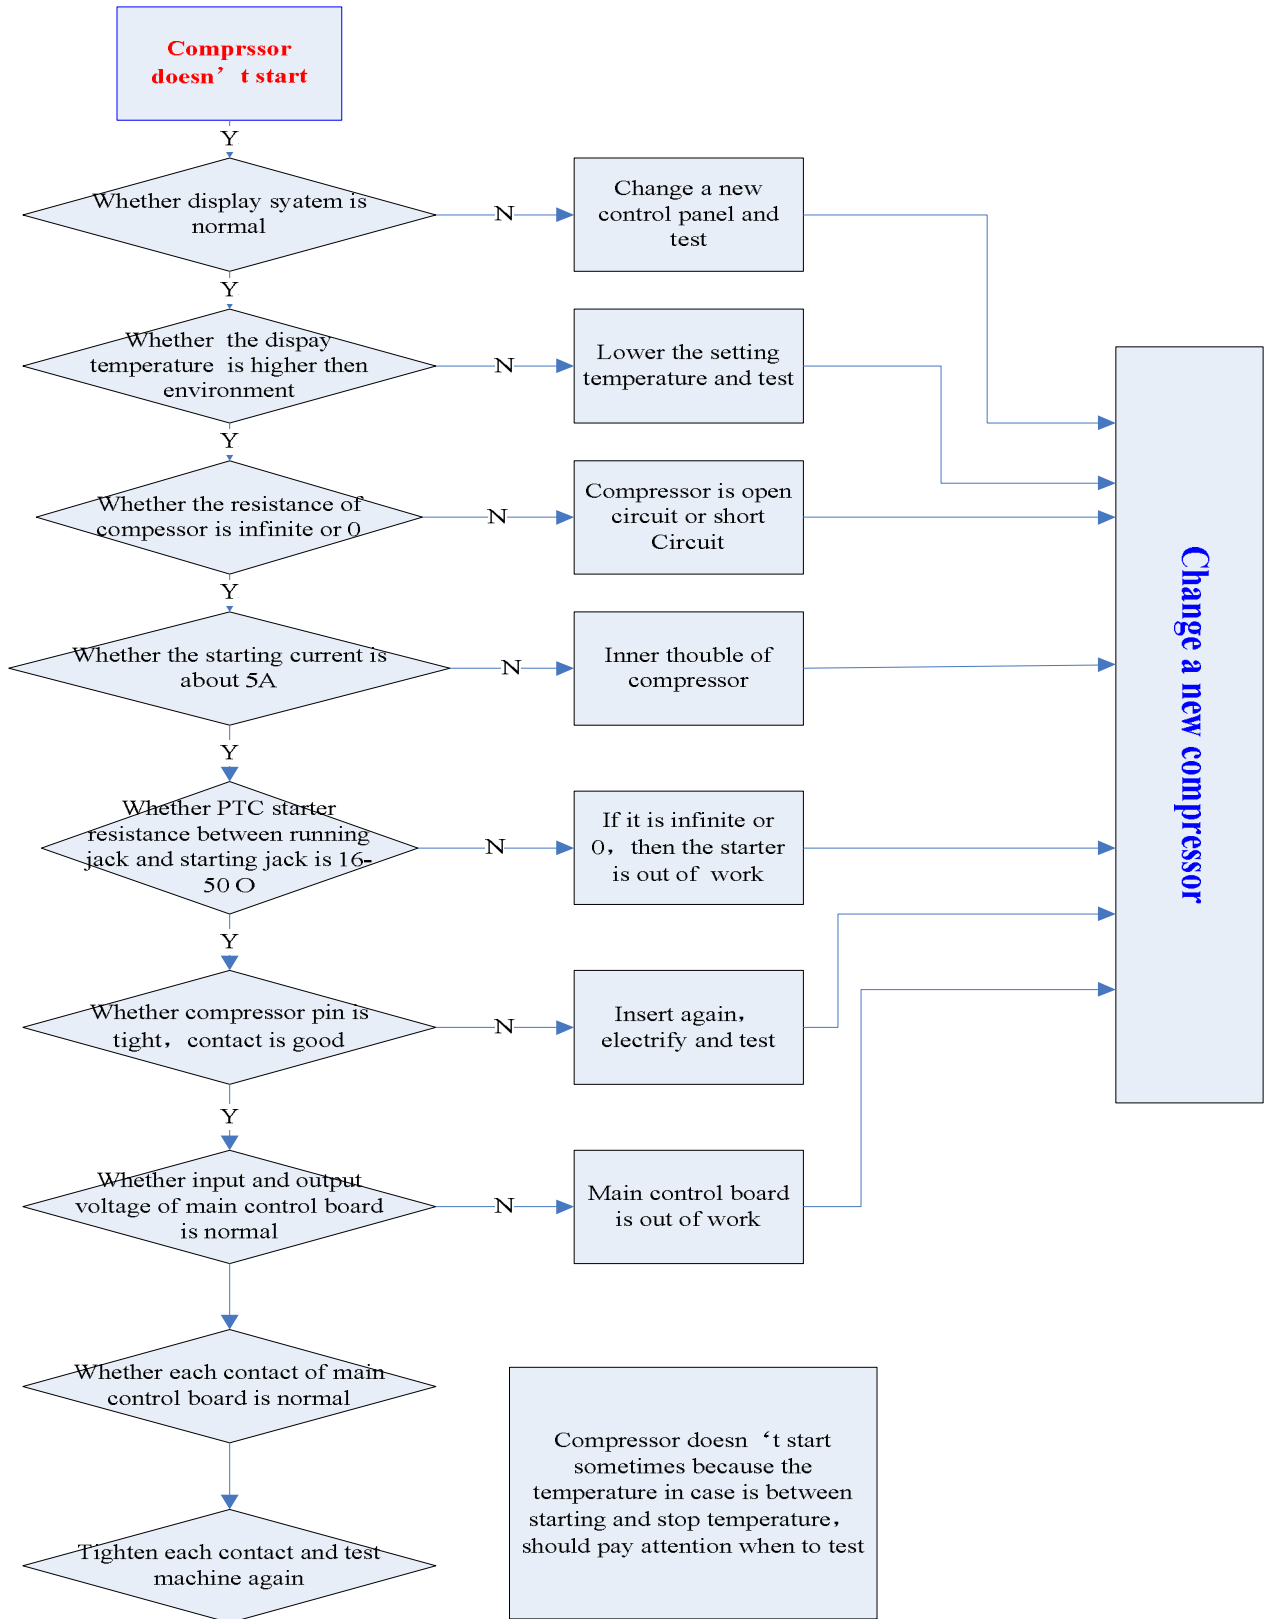 Comprssor
doesn’ t start
Y
Whether display syatem is
normal
N
Change a new
control panel and
test
Y
Whether the dispay
temperature is higher then
environment
N
Lower the setting
temperature and test
Y
Whether the resistance of
compessor is infinite or 0
N
Compressor is open
circuit or short
Circuit
Y
Whether the starting current is
about 5A
N
Inner thouble of
compressor
Y
Whether PTC starter
resistance between running
jack and starting jack is 16-
50 O
N
If it is infinite or
0，then the starter
is out of work
Y
Whether compressor pin is
tight，contact is good
N
Insert again，
electrify and test
Y
Whether input and output
voltage of main control board
is normal
N
Main control board
is out of work
Change a new compressor
Whether each contact of main
control board is normal
Tighten each contact and test
machine again
Compressor doesn ‘t start
sometimes because the
temperature in case is between
starting and stop temperature，
should pay attention when to test